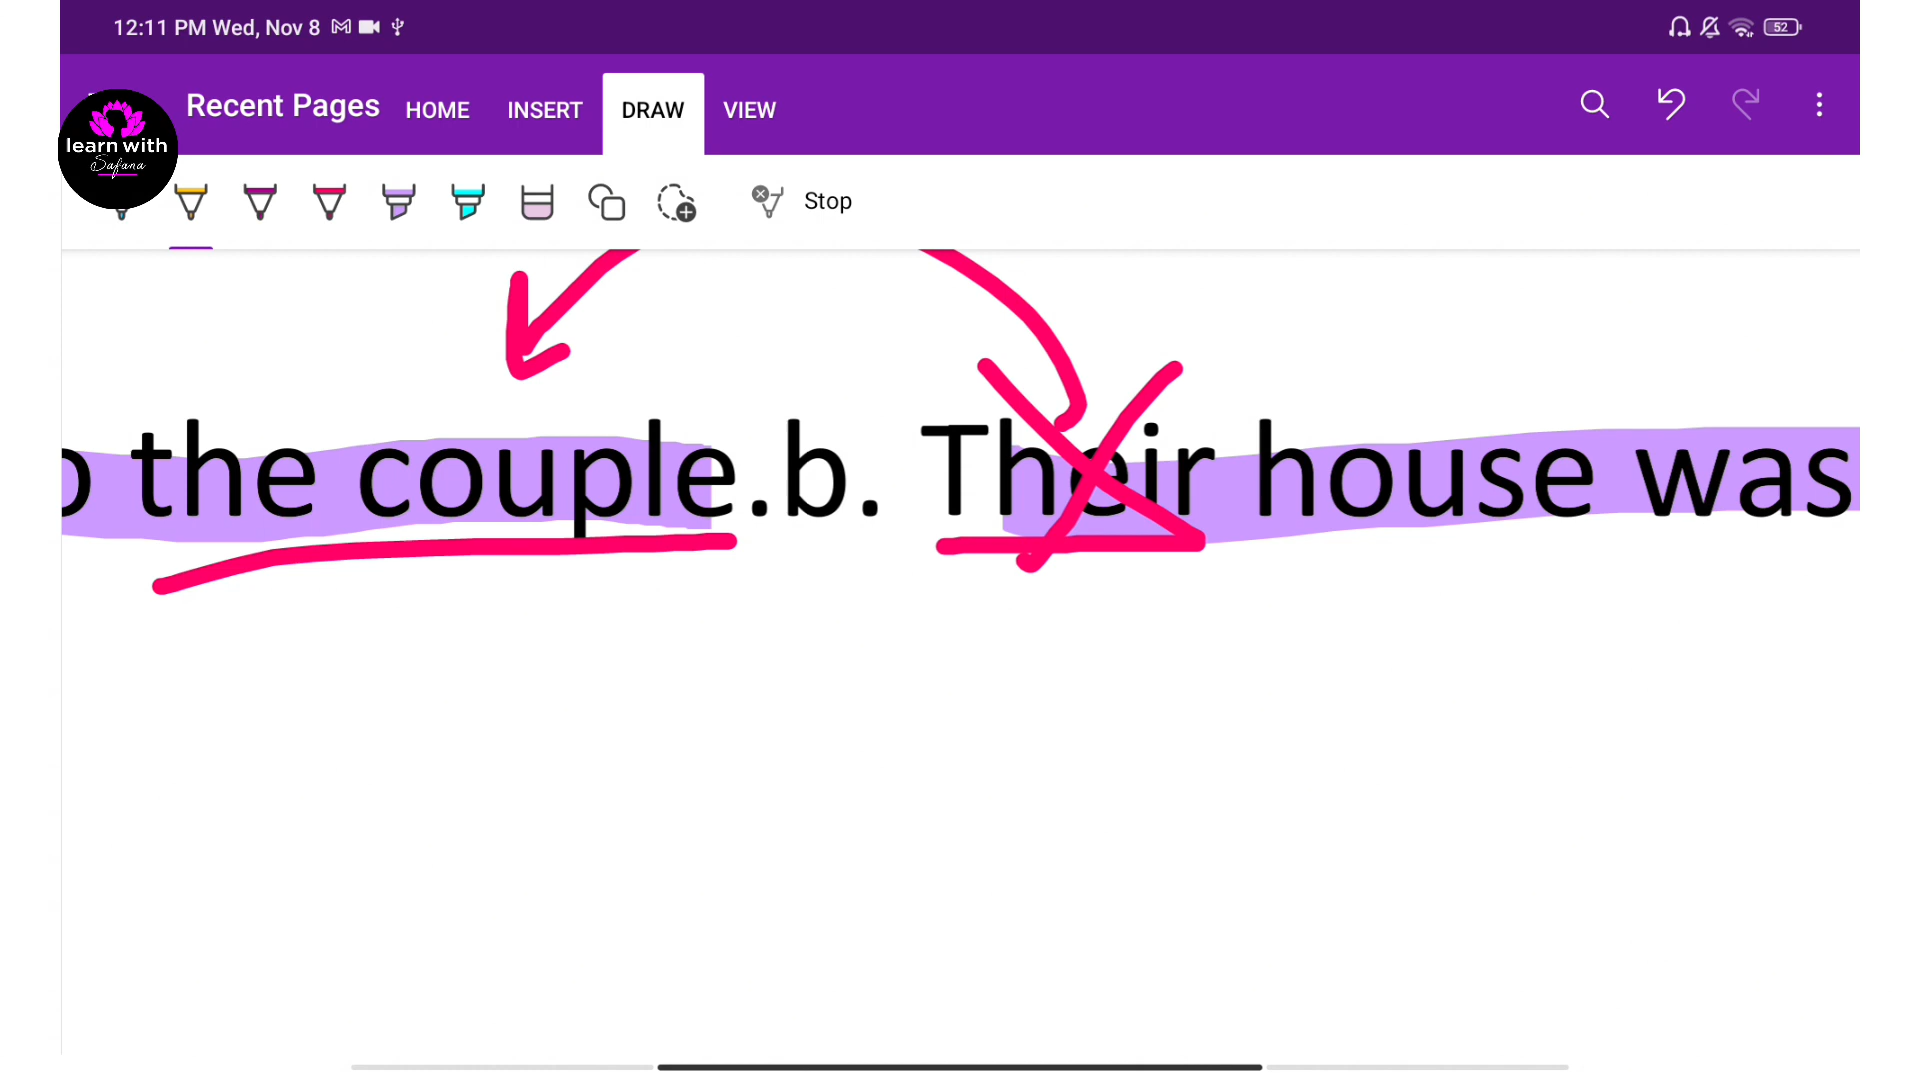 12:11 PM Wed, Nov 8
52
Recent Pages HOME INSERT DRAW VIEW
learn with
Safana
Stop
the couple.b. Their house was